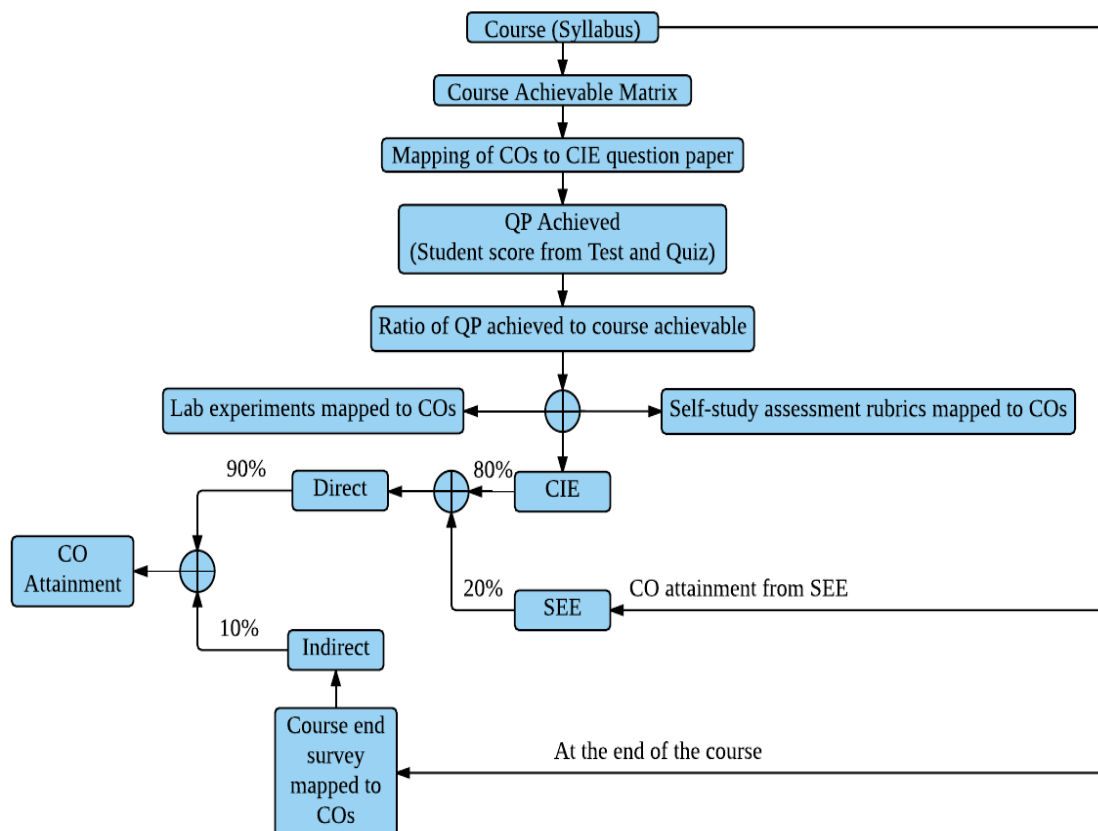 Course (Syllabus)
Course Achievable Matrix
Mapping of COs to CIE question paper
QP Achieved
(Student score from Test and Quiz)
Ratio of QP achieved to course achievable
Lab experiments mapped to COs
Self-study assessment rubrics mapped to COs
90%
Direct
80%
CIE
CO
Attainment
20%
SEE
CO attainment from SEE
10%
Indirect
Course end
survey
mapped to
COs
At the end of the course